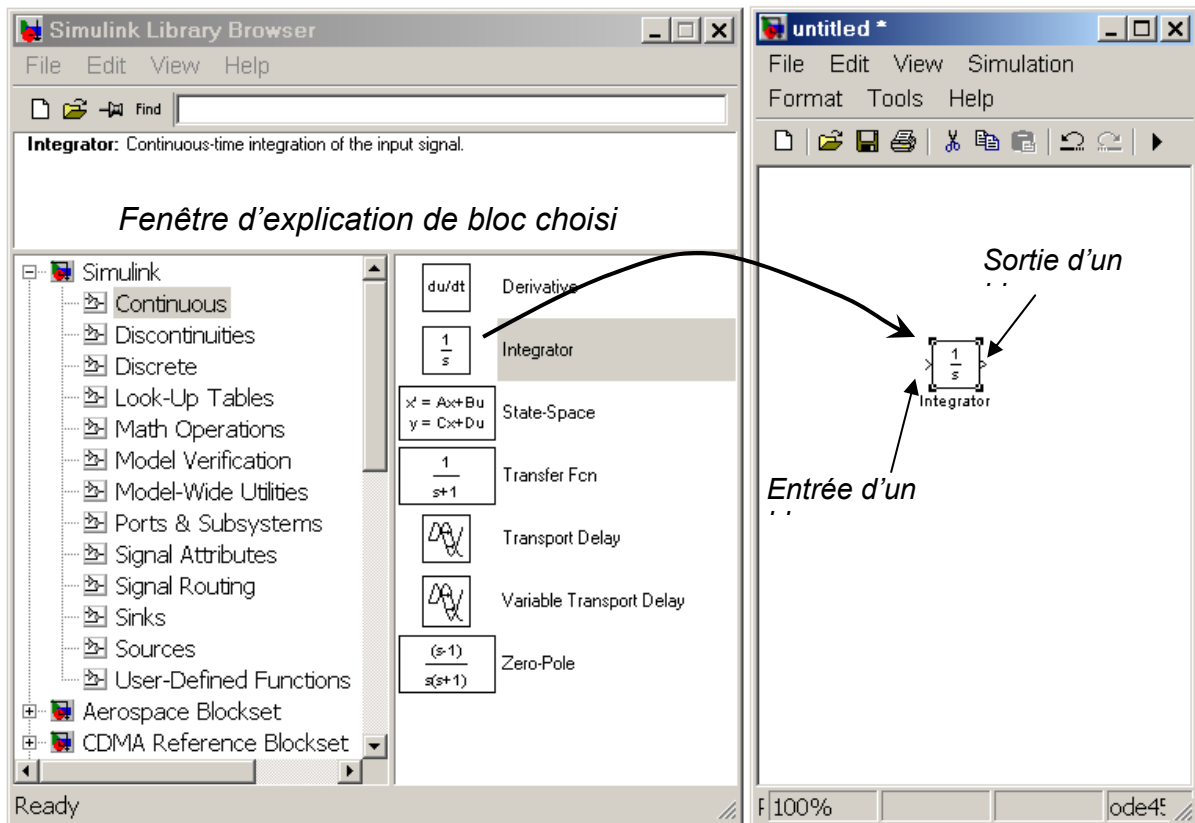 Simulink Library Browser
File Edit View Help
Find
Integrator: Continuous-time integration of the input signal.
Fenêtre d'explication de bloc choisi
Simulink
Continuous
Discontinuities
Discrete
Look-Up Tables
Math Operations
Model Verification
Model-Wide Utilities
Ports & Subsystems
Signal Attributes
Signal Routing
Sinks
Sources
User-Defined Functions
Aerospace Blockset
CDMA Reference Blockset
du/dt
Derivative
1
s
Integrator
x' = Ax+Bu
y = Cx+Du
State-Space
1
s+1
Transfer Fcn
Transport Delay
Variable Transport Delay
(s-1)
s(s+1)
Zero-Pole
Ready
untitled *
File Edit View Simulation
Format Tools Help
Sortie d'un
1
s
Integrator
Entrée d'un
100%
ode45